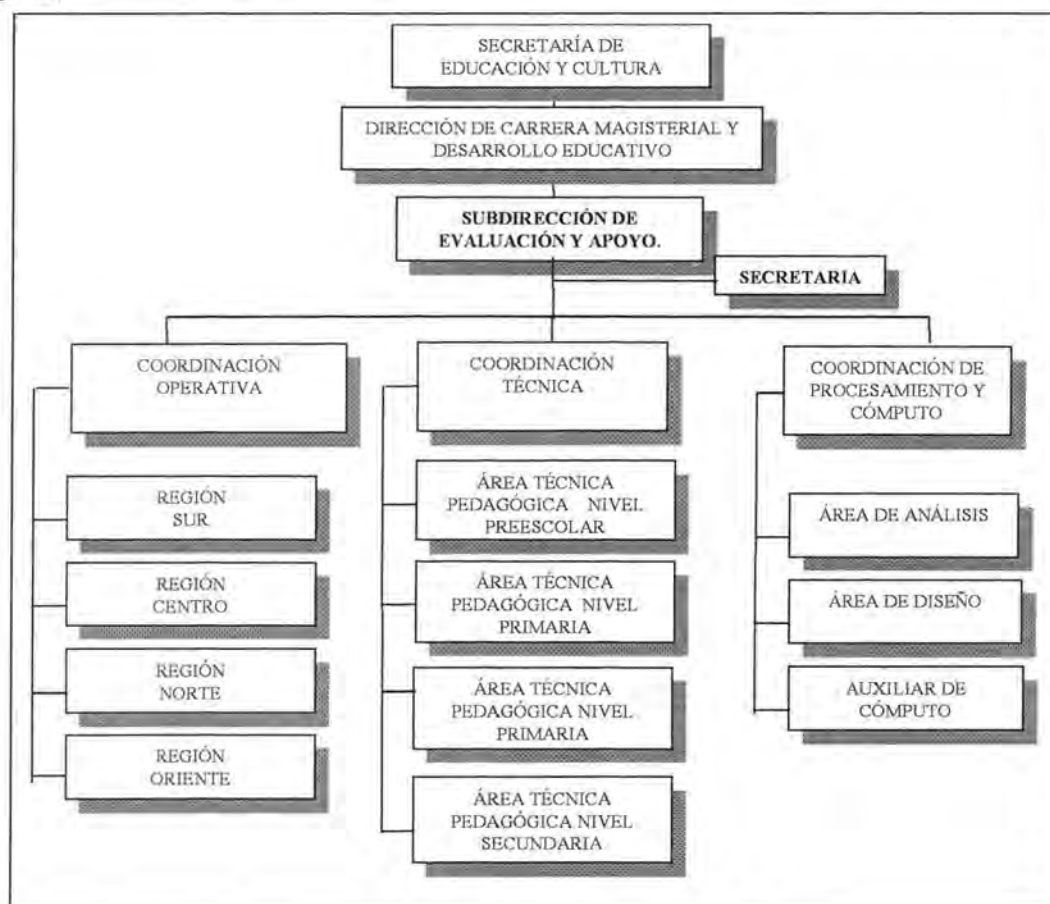 SECRETARÍA DE
EDUCACIÓN Y CULTURA
DIRECCIÓN DE CARRERA MAGISTERIAL Y
DESARROLLO EDUCATIVO
SUBDIRECCIÓN DE
EVALUACIÓN Y APOYO.
SECRETARIA
COORDINACIÓN
OPERATIVA
REGIÓN
SUR
REGIÓN
CENTRO
REGIÓN
NORTE
REGIÓN
ORIENTE
COORDINACIÓN
TÉCNICA
ÁREA TÉCNICA
PEDAGÓGICA NIVEL
PREESCOLAR
ÁREA TÉCNICA
PEDAGÓGICA NIVEL
PRIMARIA
ÁREA TÉCNICA
PEDAGÓGICA NIVEL
PRIMARIA
ÁREA TÉCNICA
PEDAGÓGICA NIVEL
SECUNDARIA
COORDINACIÓN DE
PROCESAMIENTO Y
CÓMPUTO
ÁREA DE ANÁLISIS
ÁREA DE DISEÑO
AUXILIAR DE
CÓMPUTO